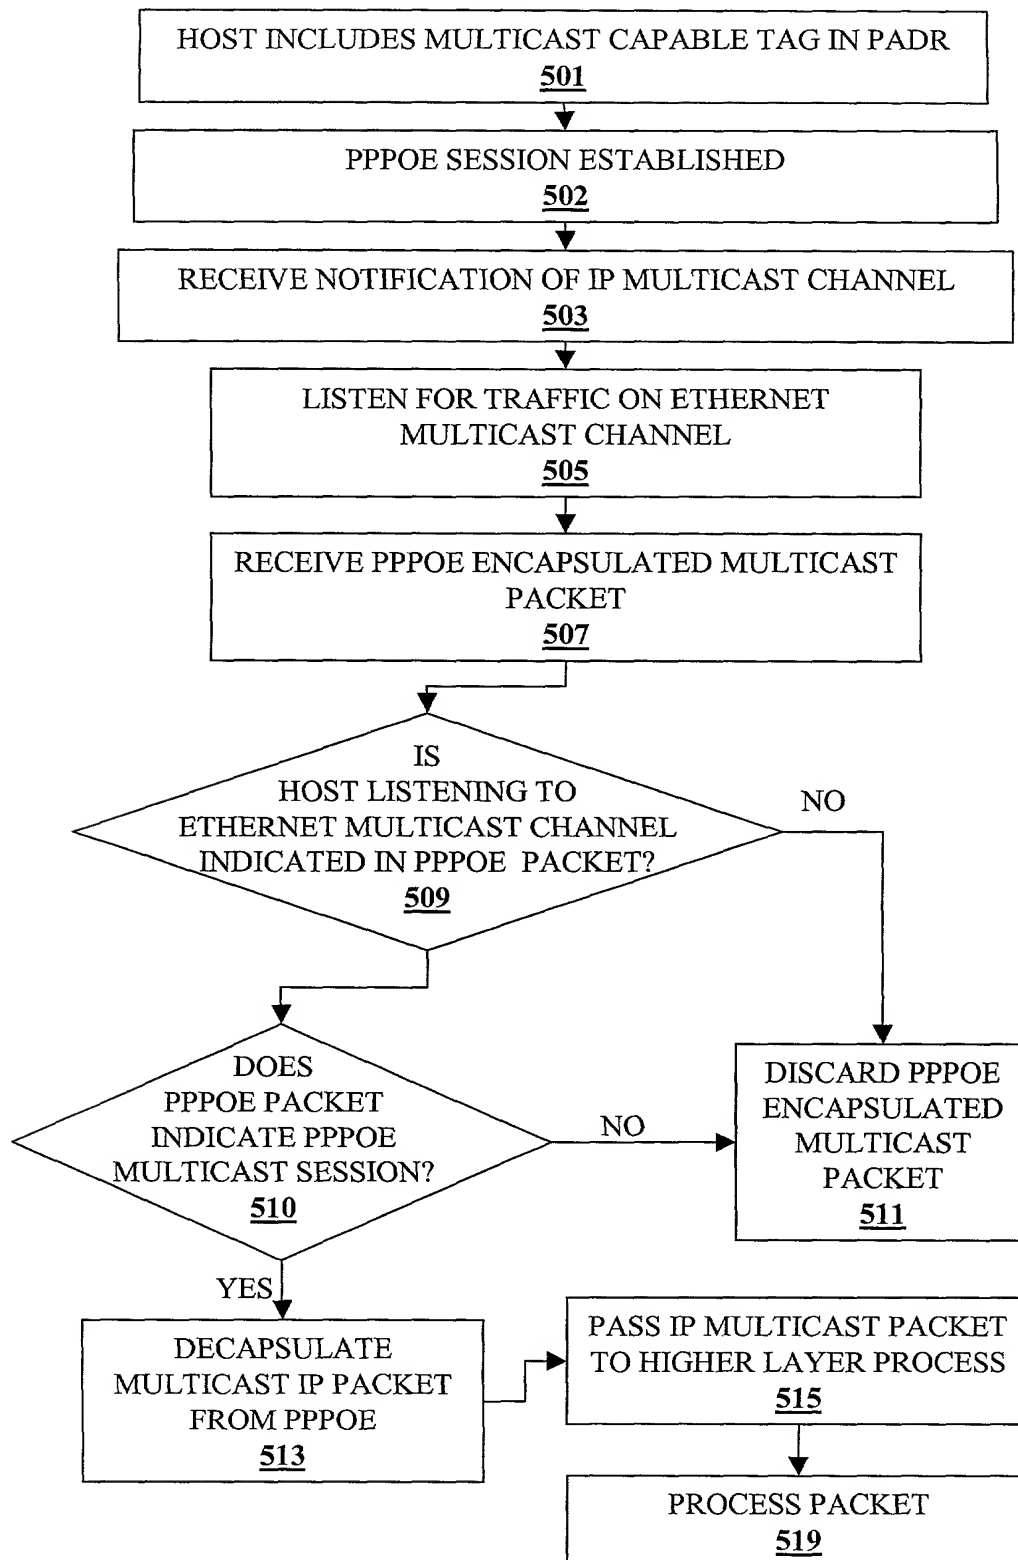 HOST INCLUDES MULTICAST CAPABLE TAG IN PADR
501
PPPOE SESSION ESTABLISHED
502
RECEIVE NOTIFICATION OF IP MULTICAST CHANNEL
503
LISTEN FOR TRAFFIC ON ETHERNET
MULTICAST CHANNEL
505
RECEIVE PPPOE ENCAPSULATED MULTICAST
PACKET
507
IS
HOST LISTENING TO
ETHERNET MULTICAST CHANNEL
INDICATED IN PPPOE PACKET?
509
NO
DOES
PPPOE PACKET
INDICATE PPPOE
MULTICAST SESSION?
510
NO
DISCARD PPPOE
ENCAPSULATED
MULTICAST
PACKET
511
YES
DECAPSULATE
MULTICAST IP PACKET
FROM PPPOE
513
PASS IP MULTICAST PACKET
TO HIGHER LAYER PROCESS
515
PROCESS PACKET
519